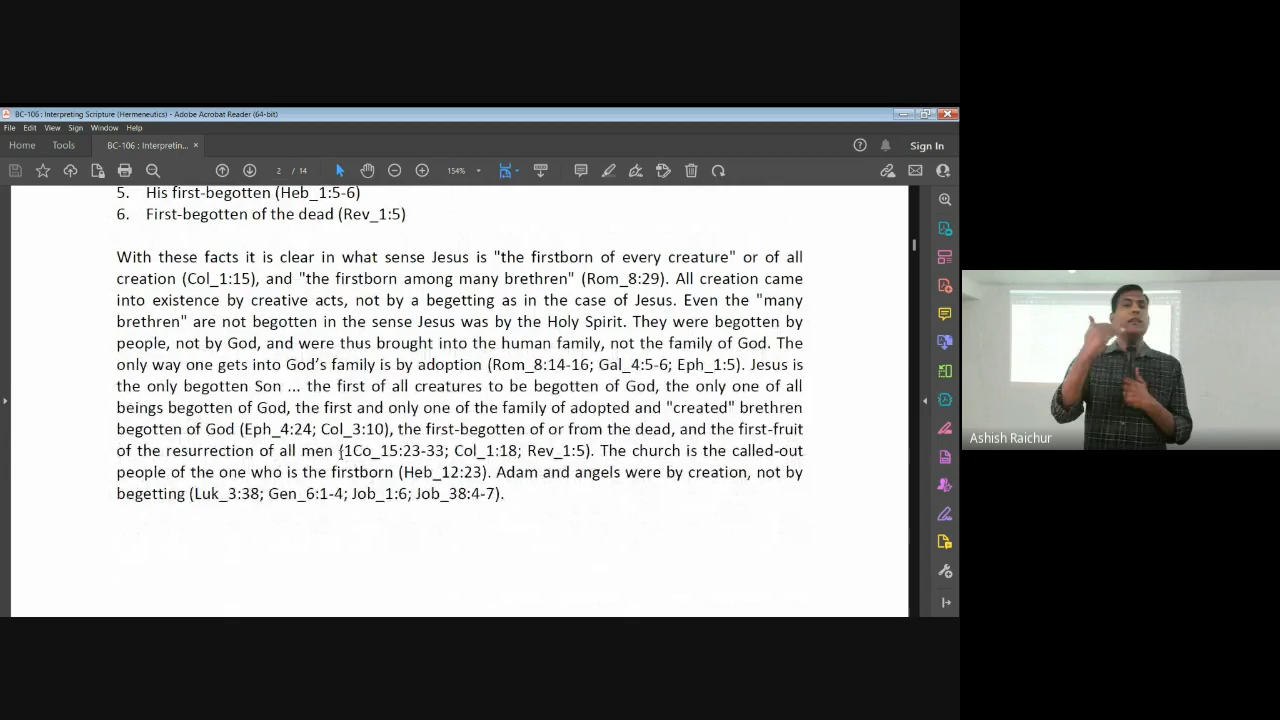 BC-106 : Interpreting Scripture (Hermeneutics) - Adobe Acrobat Reader (64-bit)
File Edit View Sign Window Help
Home Tools BC-106 : Interpretin... × Sign In
2 / 14 154%
5. His first-begotten (Heb_1:5-6)
6. First-begotten of the dead (Rev_1:5)
With these facts it is clear in what sense Jesus is "the firstborn of every creature" or of all
creation (Col_1:15), and "the firstborn among many brethren" (Rom_8:29). All creation came
into existence by creative acts, not by a begetting as in the case of Jesus. Even the "many
brethren" are not begotten in the sense Jesus was by the Holy Spirit. They were begotten by
people, not by God, and were thus brought into the human family, not the family of God. The
only way one gets into God's family is by adoption (Rom_8:14-16; Gal_4:5-6; Eph_1:5). Jesus is
the only begotten Son ... the first of all creatures to be begotten of God, the only one of all
beings begotten of God, the first and only one of the family of adopted and "created" brethren
begotten of God (Eph_4:24; Col_3:10), the first-begotten of or from the dead, and the first-fruit
of the resurrection of all men (1Co_15:23-33; Col_1:18; Rev_1:5). The church is the called-out
people of the one who is the firstborn (Heb_12:23). Adam and angels were by creation, not by
begetting (Luk_3:38; Gen_6:1-4; Job_1:6; Job_38:4-7).
Ashish Raichur